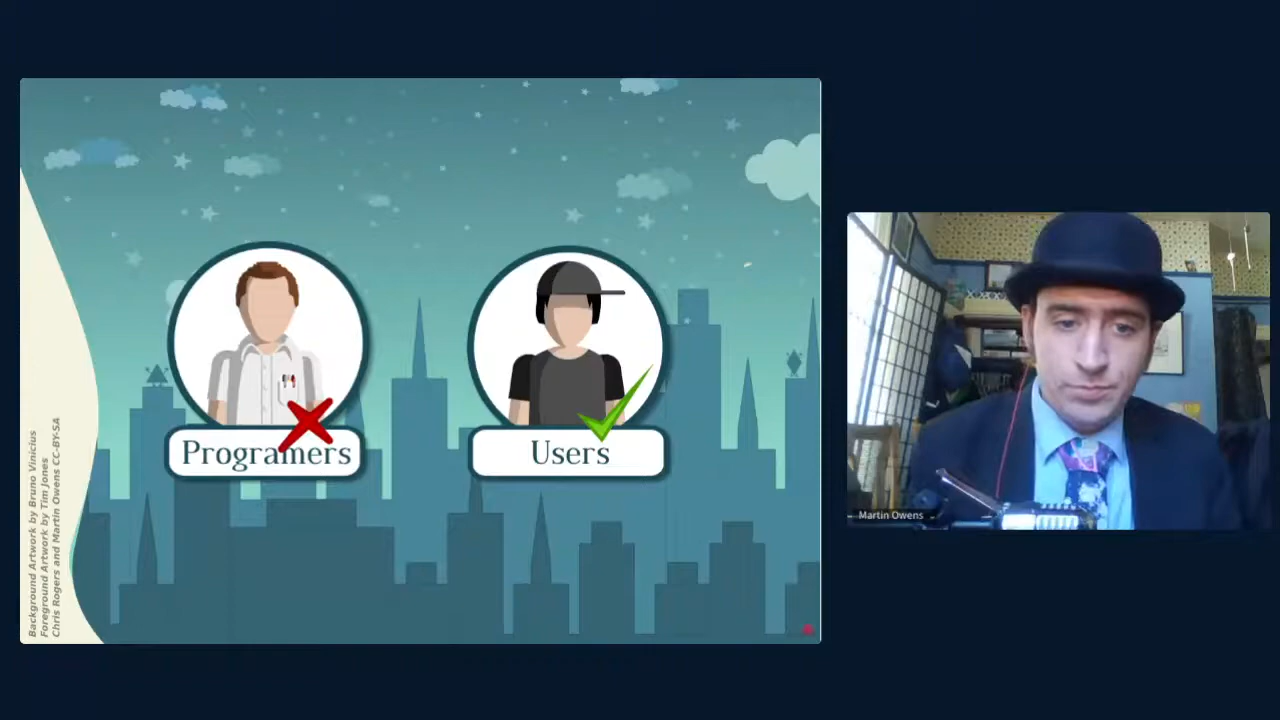 Programers
Users
Background Artwork by Bruno Vinicius
Foreground Artwork by Tim Jones
Chris Rogers and Martin Owens CC-BY-SA
Martin Owens